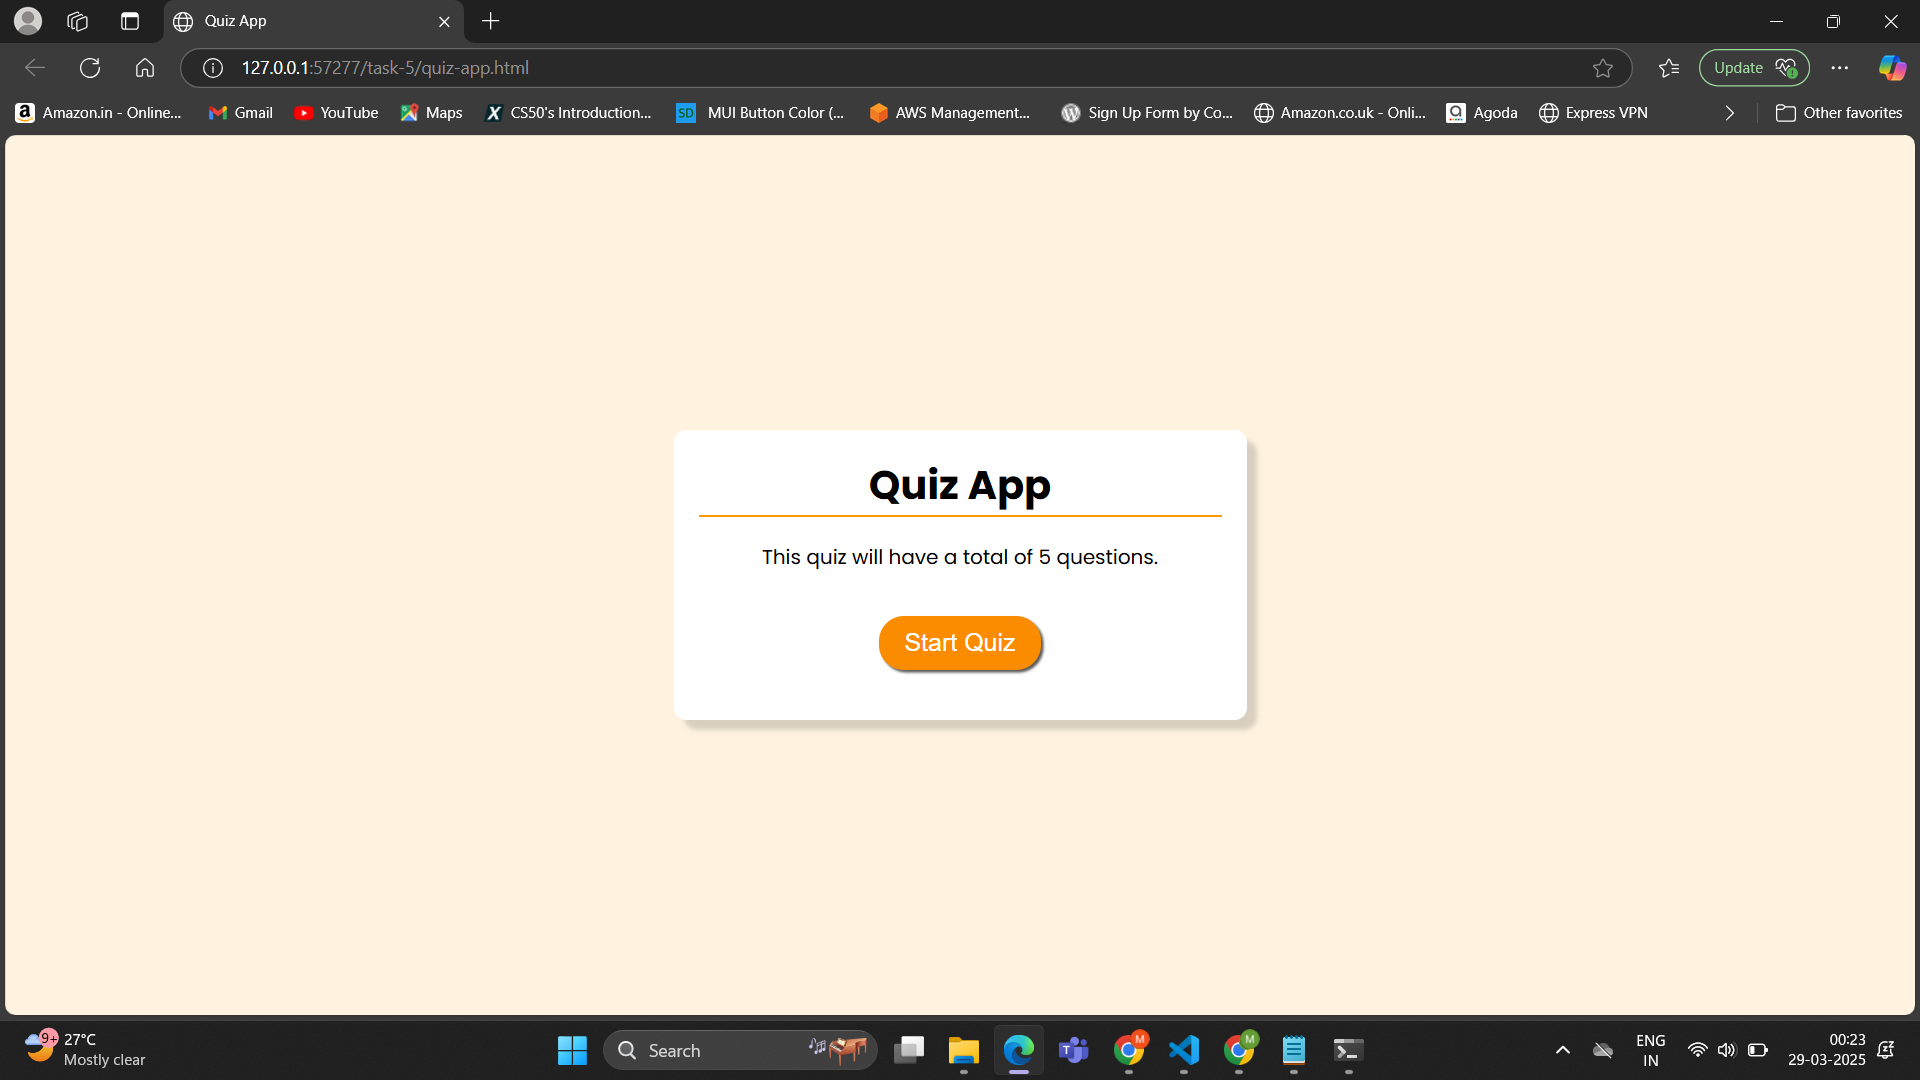 Quiz App
127.0.0.1:57277/task-5/quiz-app.html
Update
Amazon.in - Online...
Gmail
YouTube
Maps
CS50's Introduction...
SD
MUI Button Color (...
AWS Management...
Sign Up Form by Co...
Amazon.co.uk - Onli...
Agoda
Express VPN
Other favorites
Quiz App
This quiz will have a total of 5 questions.
Start Quiz
9+
27°C
Mostly clear
Search
M
M
ENG
IN
00:23
29-03-2025